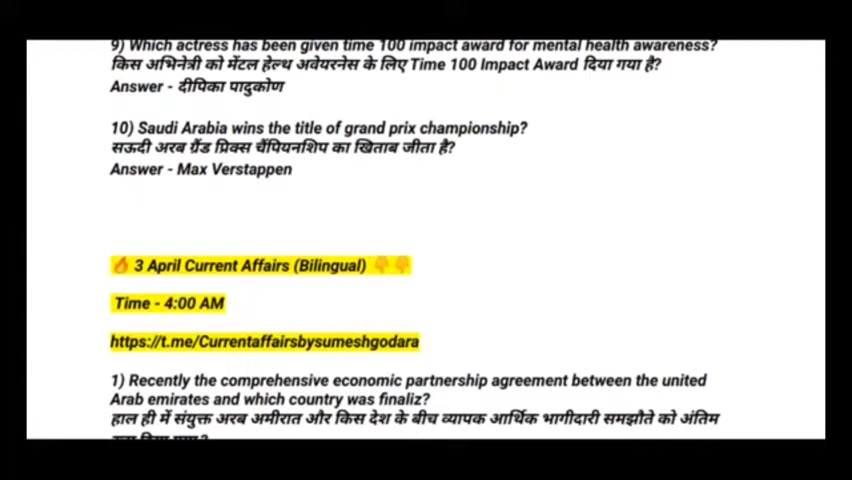 9) Which actress has been given time 100 impact award for mental health awareness?
किस अभिनेत्री को मेंटल हेल्थ अवेयरनेस के लिए Time 100 Impact Award दिया गया है?
Answer - दीपिका पादुकोण
10) Saudi Arabia wins the title of grand prix championship?
सऊदी अरब ग्रैंड प्रिक्स चैंपियनशिप का खिताब जीता है?
Answer - Max Verstappen
🔥 3 April Current Affairs (Bilingual) 👇👇
Time - 4:00 AM
https://t.me/Currentaffairsbysumeshgodara
1) Recently the comprehensive economic partnership agreement between the united
Arab emirates and which country was finaliz?
हाल ही में संयुक्त अरब अमीरात और किस देश के बीच व्यापक आर्थिक भागीदारी समझौते को अंतिम